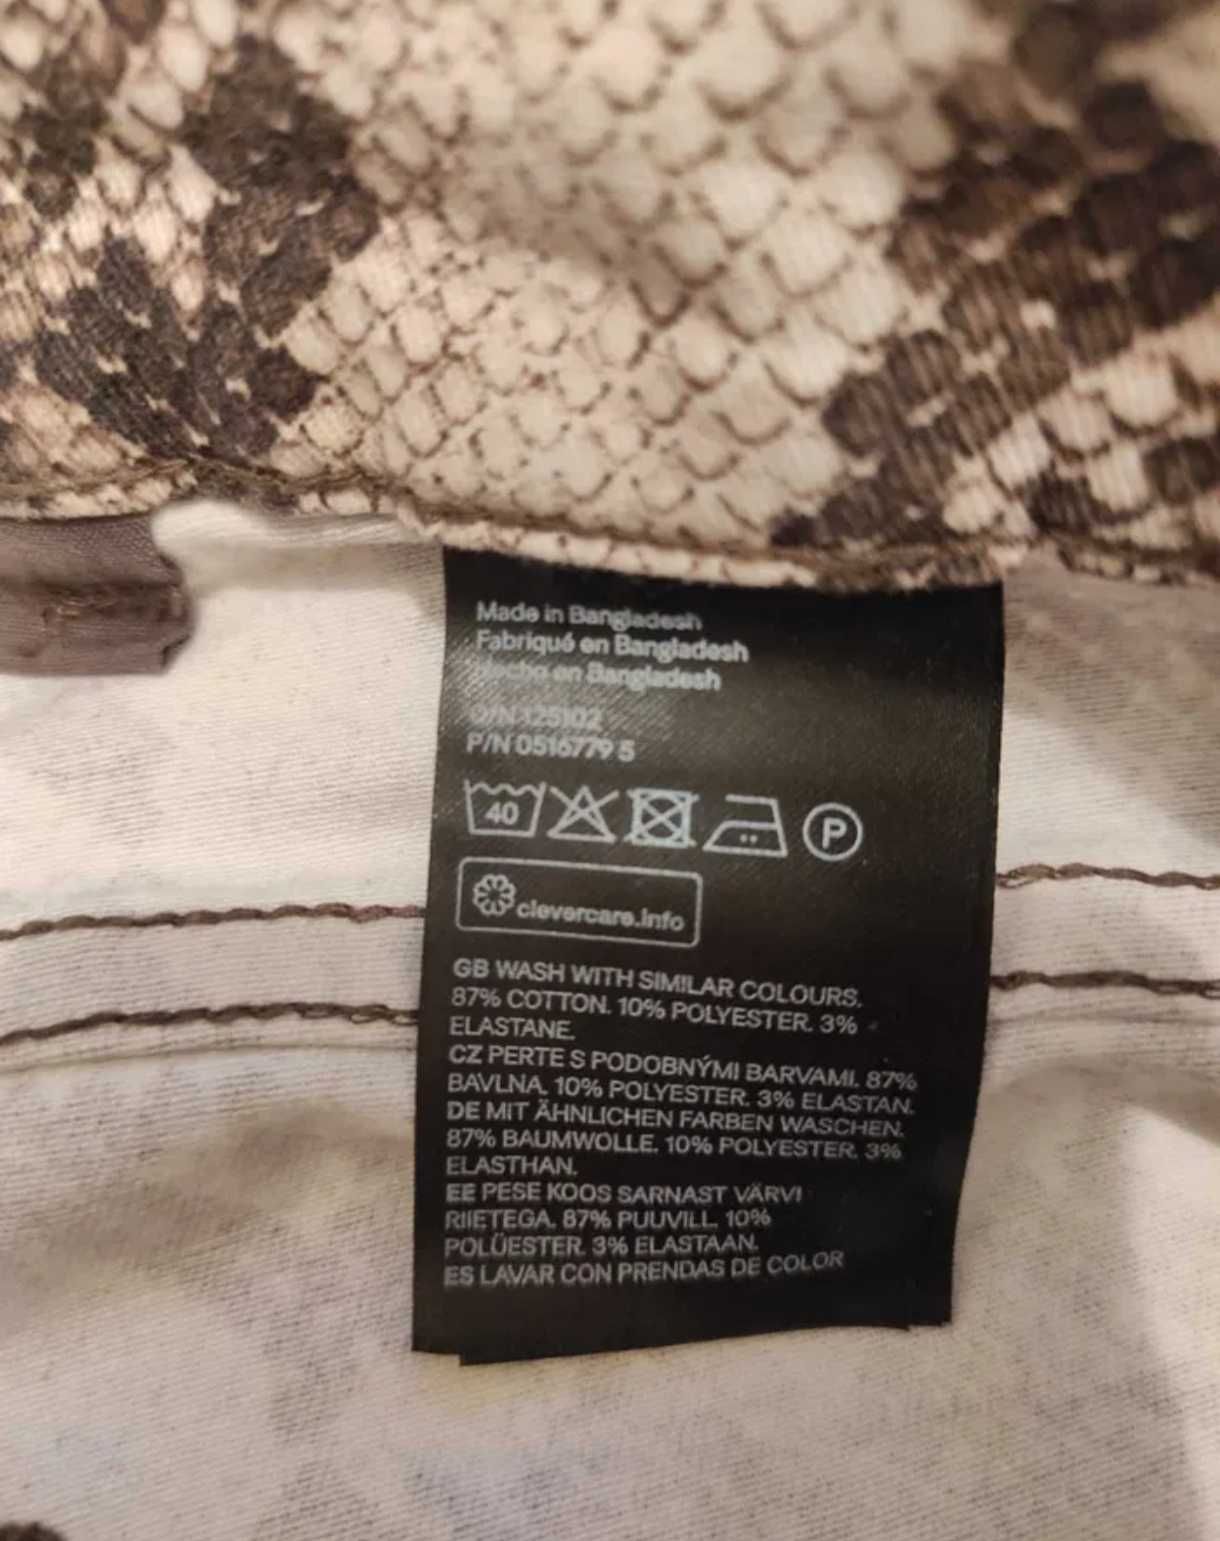 Made in Bangladesh
Fabriqué en Bangladesh
Hecho en Bangladesh
O/N 125102
P/N 0516779 5
40
P
clevercare.info
GB WASH WITH SIMILAR COLOURS.
87% COTTON. 10% POLYESTER. 3%
ELASTANE.
CZ PERTE S PODOBNÝMI BARVAMI. 87%
BAVLNA. 10% POLYESTER. 3% ELASTAN.
DE MIT ÄHNLICHEN FARBEN WASCHEN.
87% BAUMWOLLE. 10% POLYESTER. 3%
ELASTHAN.
EE PESE KOOS SARNAST VÄRVI
RIIETEGA. 87% PUUVILL. 10%
POLÜESTER. 3% ELASTAAN.
ES LAVAR CON PRENDAS DE COLOR